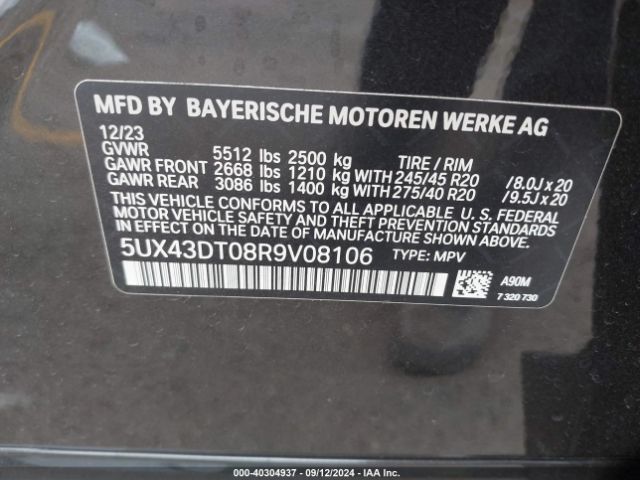 MFD BY BAYERISCHE MOTOREN WERKE AG
12/23
GVWR 5512 lbs 2500 kg TIRE / RIM
GAWR FRONT 2668 lbs 1210 kg WITH 245/45 R20 /8.0J x 20
GAWR REAR 3086 lbs 1400 kg WITH 275/40 R20 /9.5J x 20
THIS VEHICLE CONFORMS TO ALL APPLICABLE U. S. FEDERAL
MOTOR VEHICLE SAFETY, BUMPER, AND THEFT PREVENTION STANDARDS
IN EFFECT ON THE DATE OF MANUFACTURE SHOWN ABOVE.
5UX43DT08R9V08106 TYPE: MPV
A90M
7 320 730
000-40304937 - 09/12/2024 - IAA Inc.